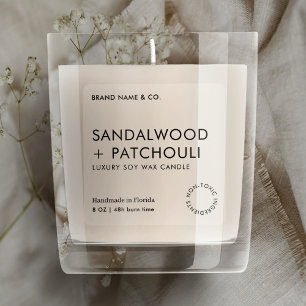 BRAND NAME & CO.
SANDALWOOD
+ PATCHOULI
LUXURY SOY WAX CANDLE
Handmade in Florida
8 OZ | 48h burn time
NON-TOXIC INGREDIENTS